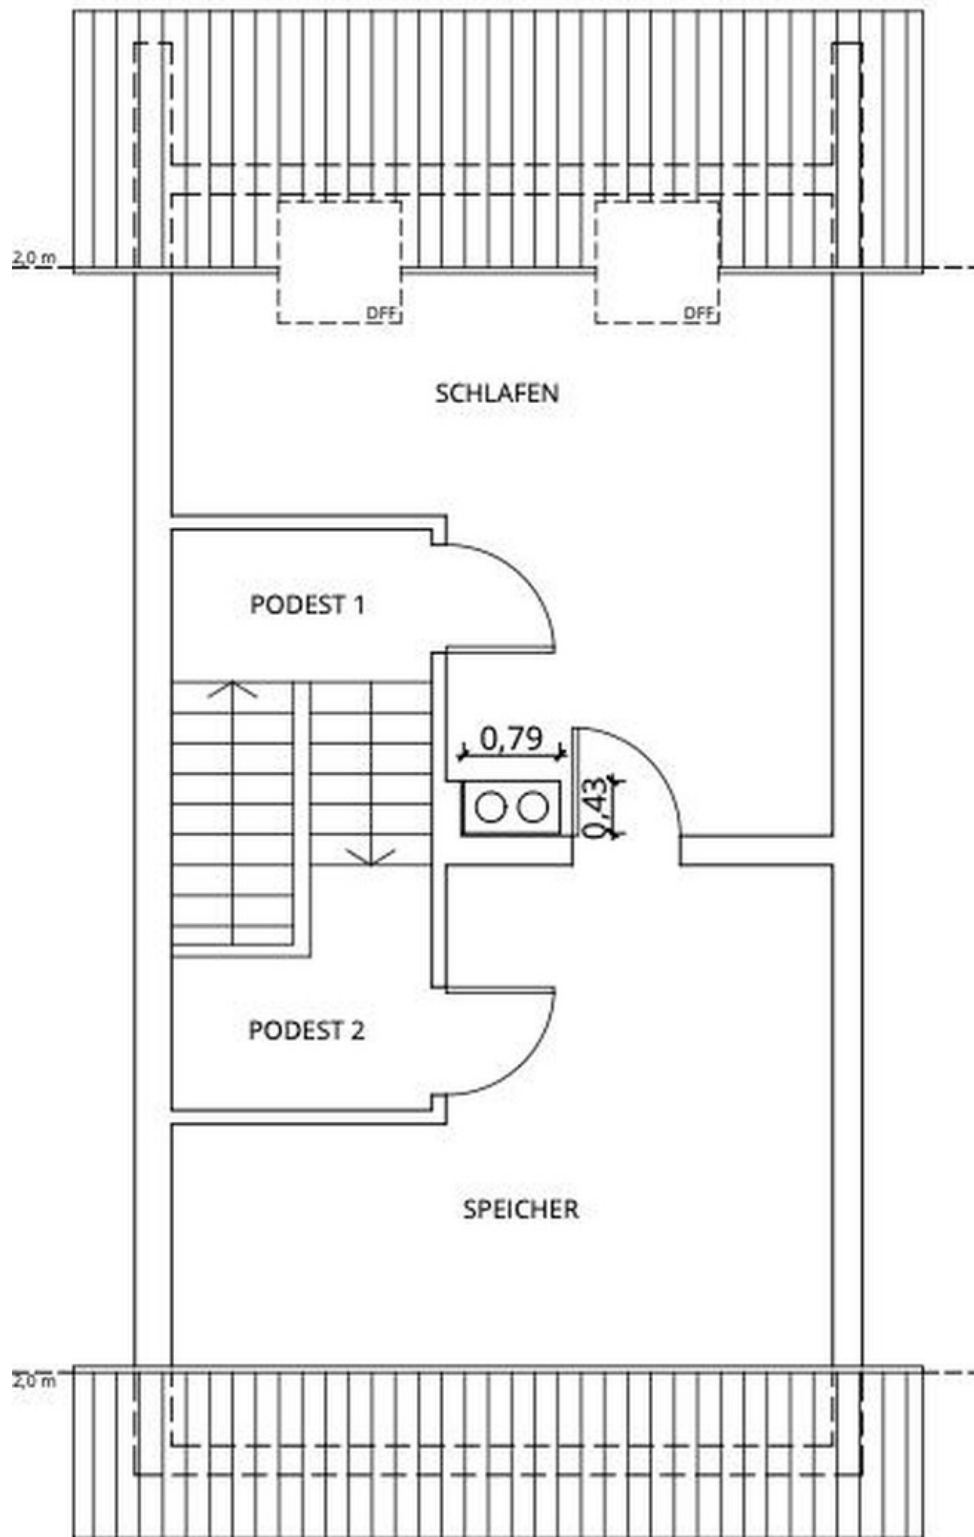 2,0 m
DFF
DFF
SCHLAFEN
PODEST 1
0,79
0,43
PODEST 2
SPEICHER
2,0 m